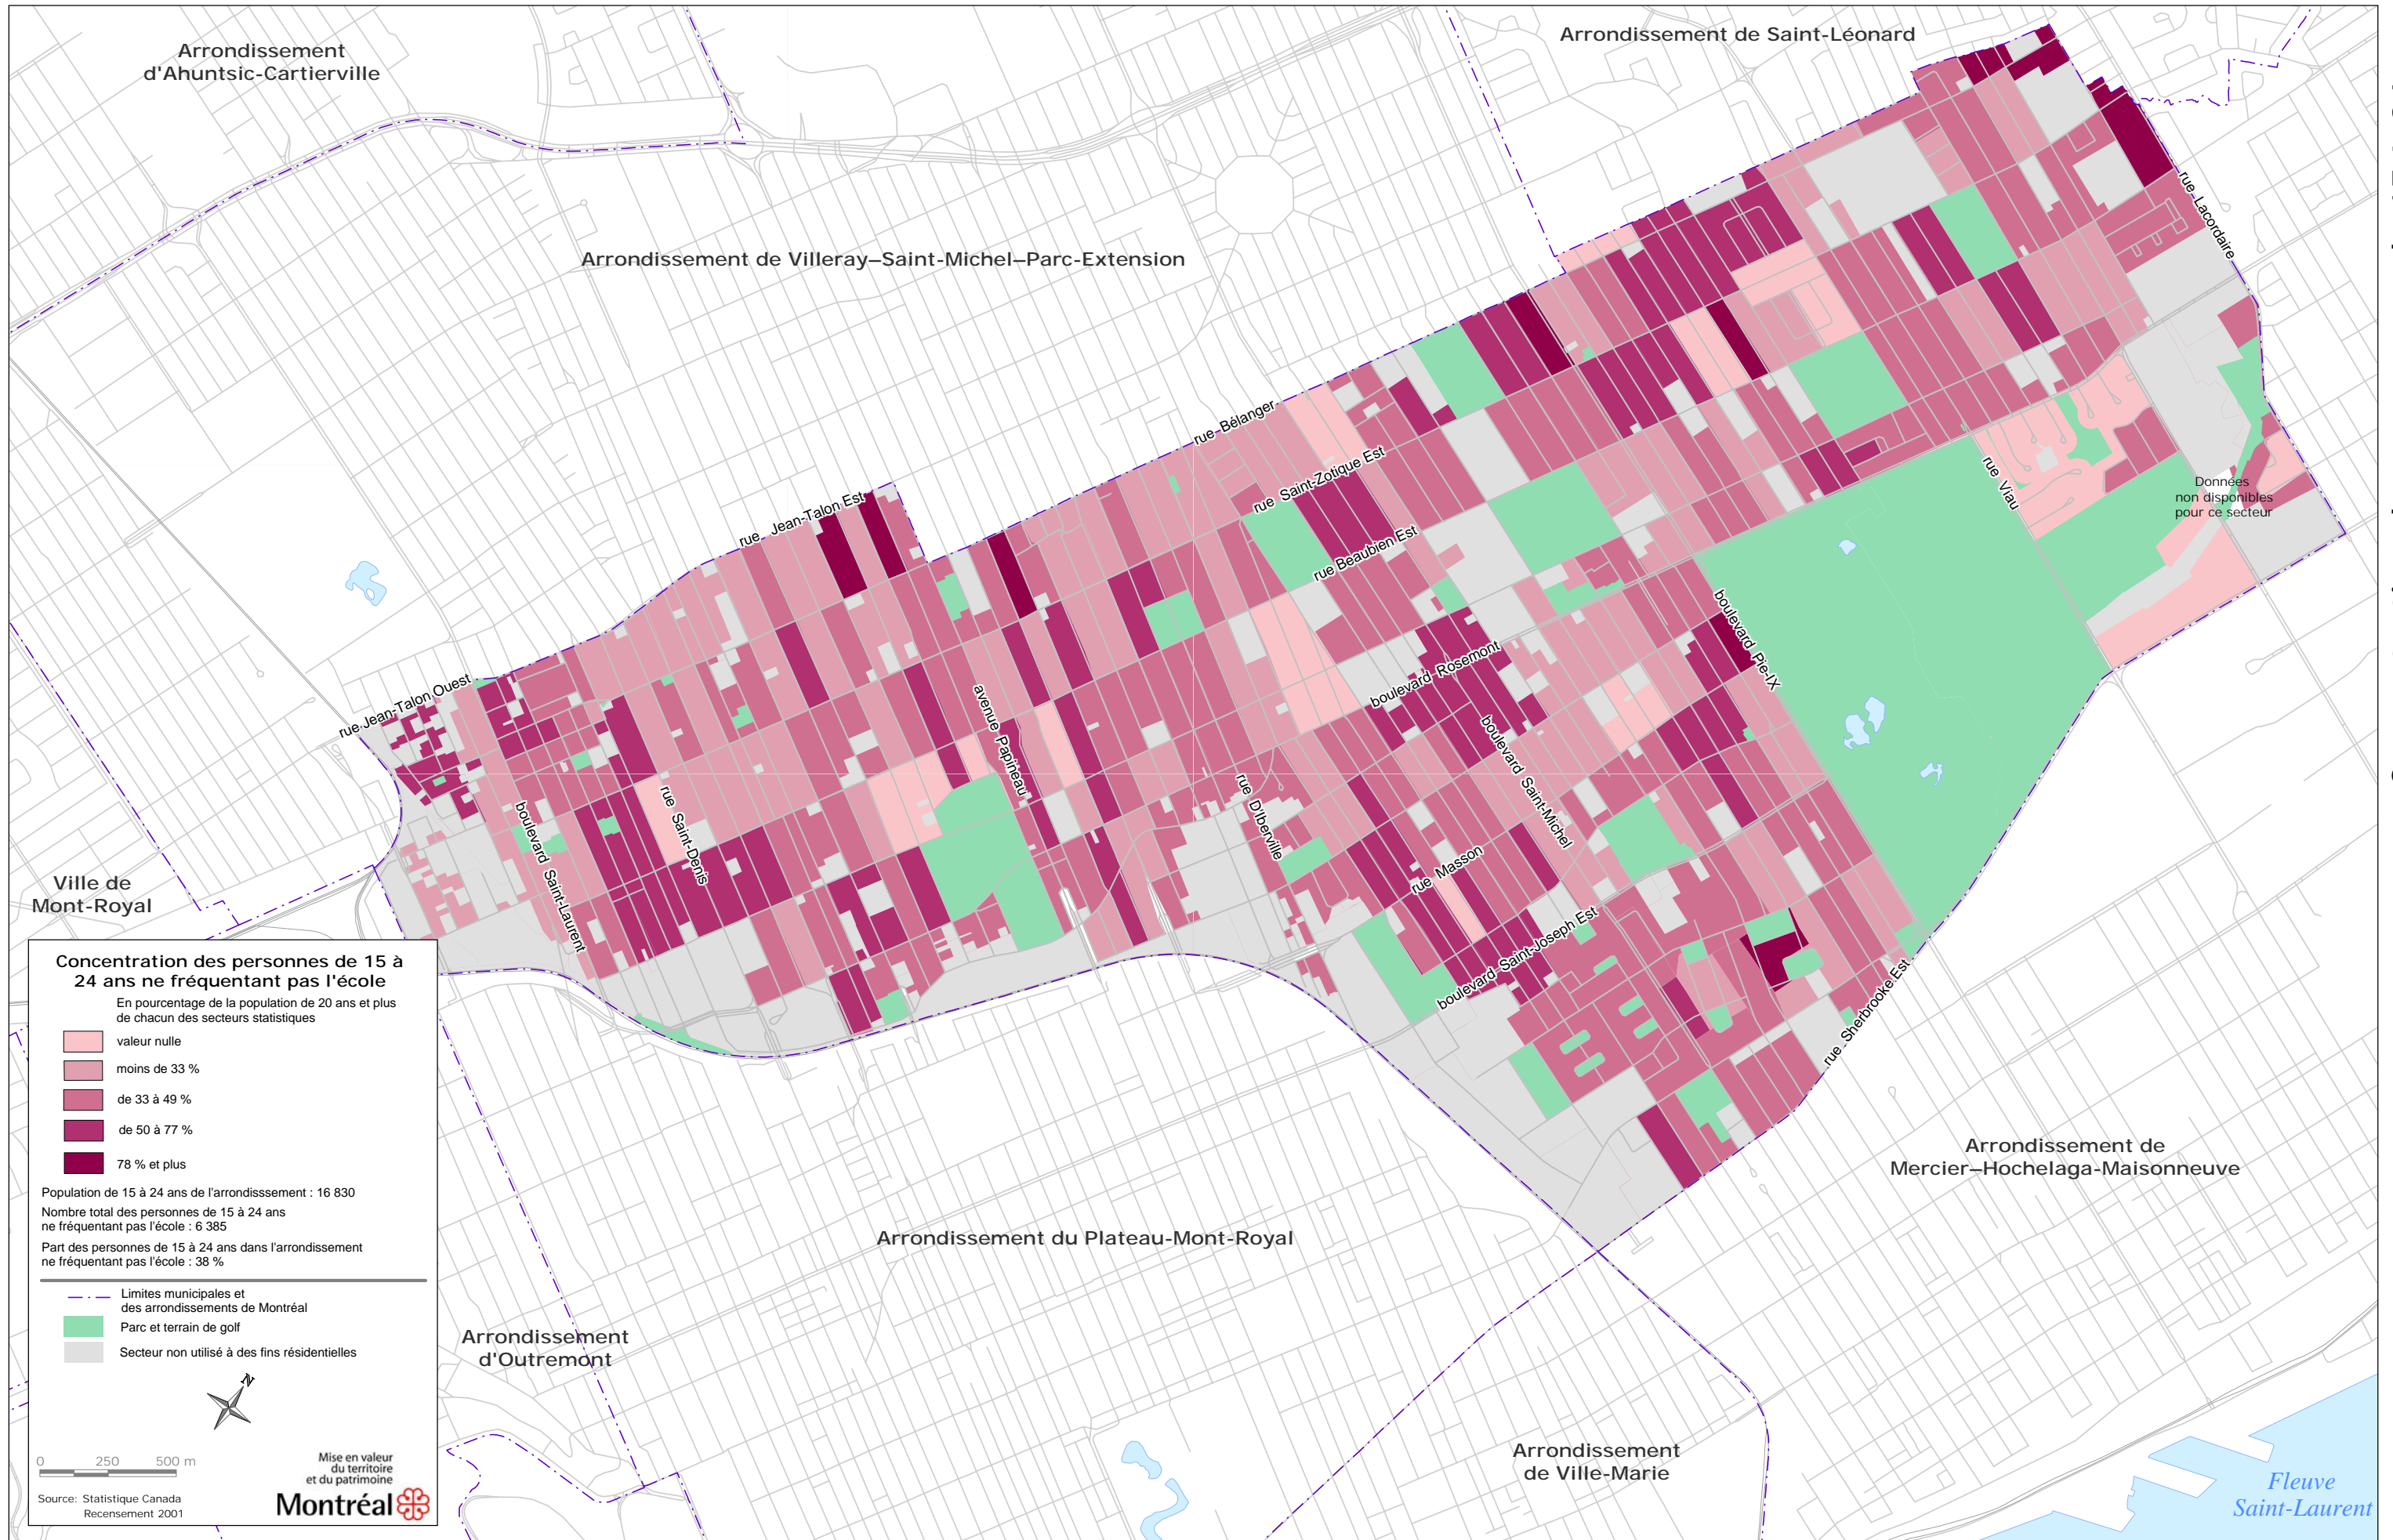 Arrondissement
d'Ahuntsic-Cartierville
Arrondissement de Saint-Léonard
Arrondissement de Villeray–Saint-Michel–Parc-Extension
rue Lacordaire
rue Bélanger
rue Saint-Zotique Est
rue Jean-Talon Est
rue Beaubien Est
rue Viau
Données
non disponibles
pour ce secteur
boulevard Pie-IX
boulevard Rosemont
rue Jean-Talon Ouest
avenue Papineau
boulevard Saint-Michel
rue D'Iberville
rue Saint-Denis
boulevard Saint-Laurent
rue Masson
boulevard Saint-Joseph Est
rue Sherbrooke Est
Ville de
Mont-Royal
Concentration des personnes de 15 à
24 ans ne fréquentant pas l'école
En pourcentage de la population de 20 ans et plus
de chacun des secteurs statistiques
valeur nulle
moins de 33 %
de 33 à 49 %
de 50 à 77 %
78 % et plus
Population de 15 à 24 ans de l'arrondisssement : 16 830
Nombre total des personnes de 15 à 24 ans
ne fréquentant pas l'école : 6 385
Part des personnes de 15 à 24 ans dans l'arrondissement
ne fréquentant pas l'école : 38 %
Limites municipales et
des arrondissements de Montréal
Parc et terrain de golf
Secteur non utilisé à des fins résidentielles
N
0 250 500 m
Source: Statistique Canada
Recensement 2001
Mise en valeur
du territoire
et du patrimoine
Montréal
Arrondissement
d'Outremont
Arrondissement du Plateau-Mont-Royal
Arrondissement de
Mercier–Hochelaga-Maisonneuve
Arrondissement
de Ville-Marie
Fleuve
Saint-Laurent